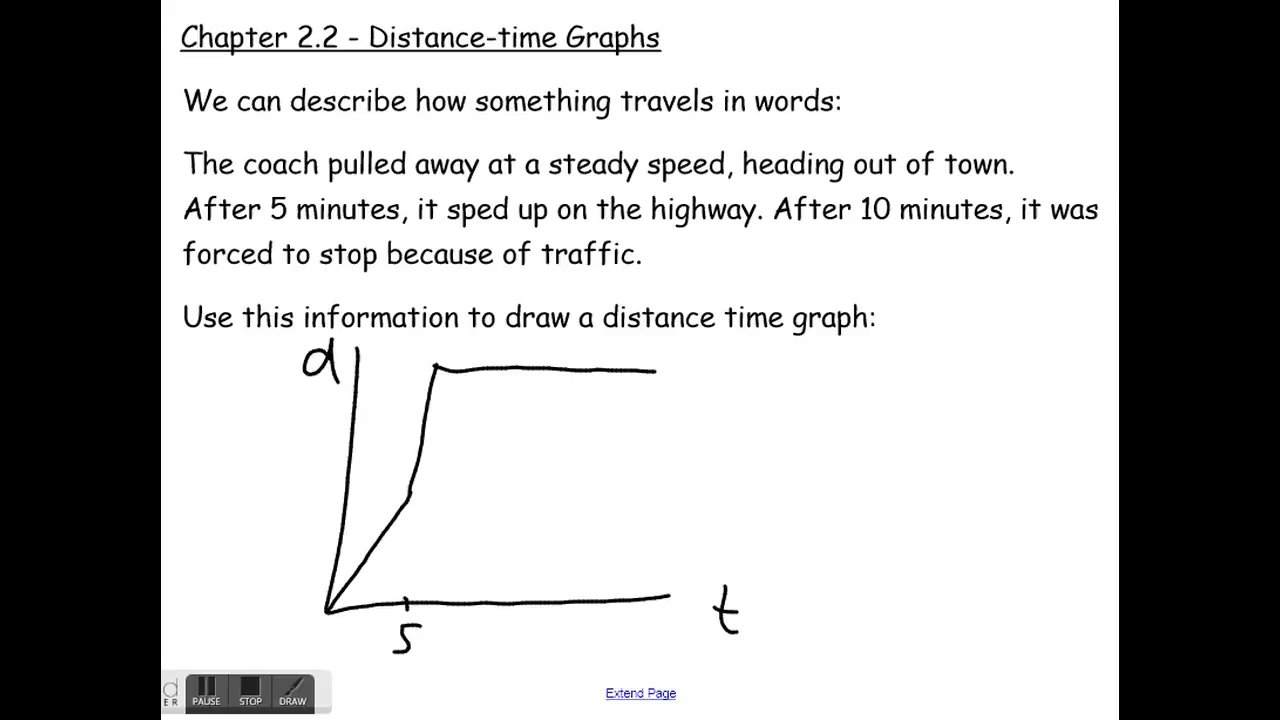 Chapter 2.2 - Distance-time Graphs
We can describe how something travels in words:
The coach pulled away at a steady speed, heading out of town.
After 5 minutes, it sped up on the highway. After 10 minutes, it was
forced to stop because of traffic.
Use this information to draw a distance time graph:
d
t
5
PAUSE STOP DRAW
Extend Page